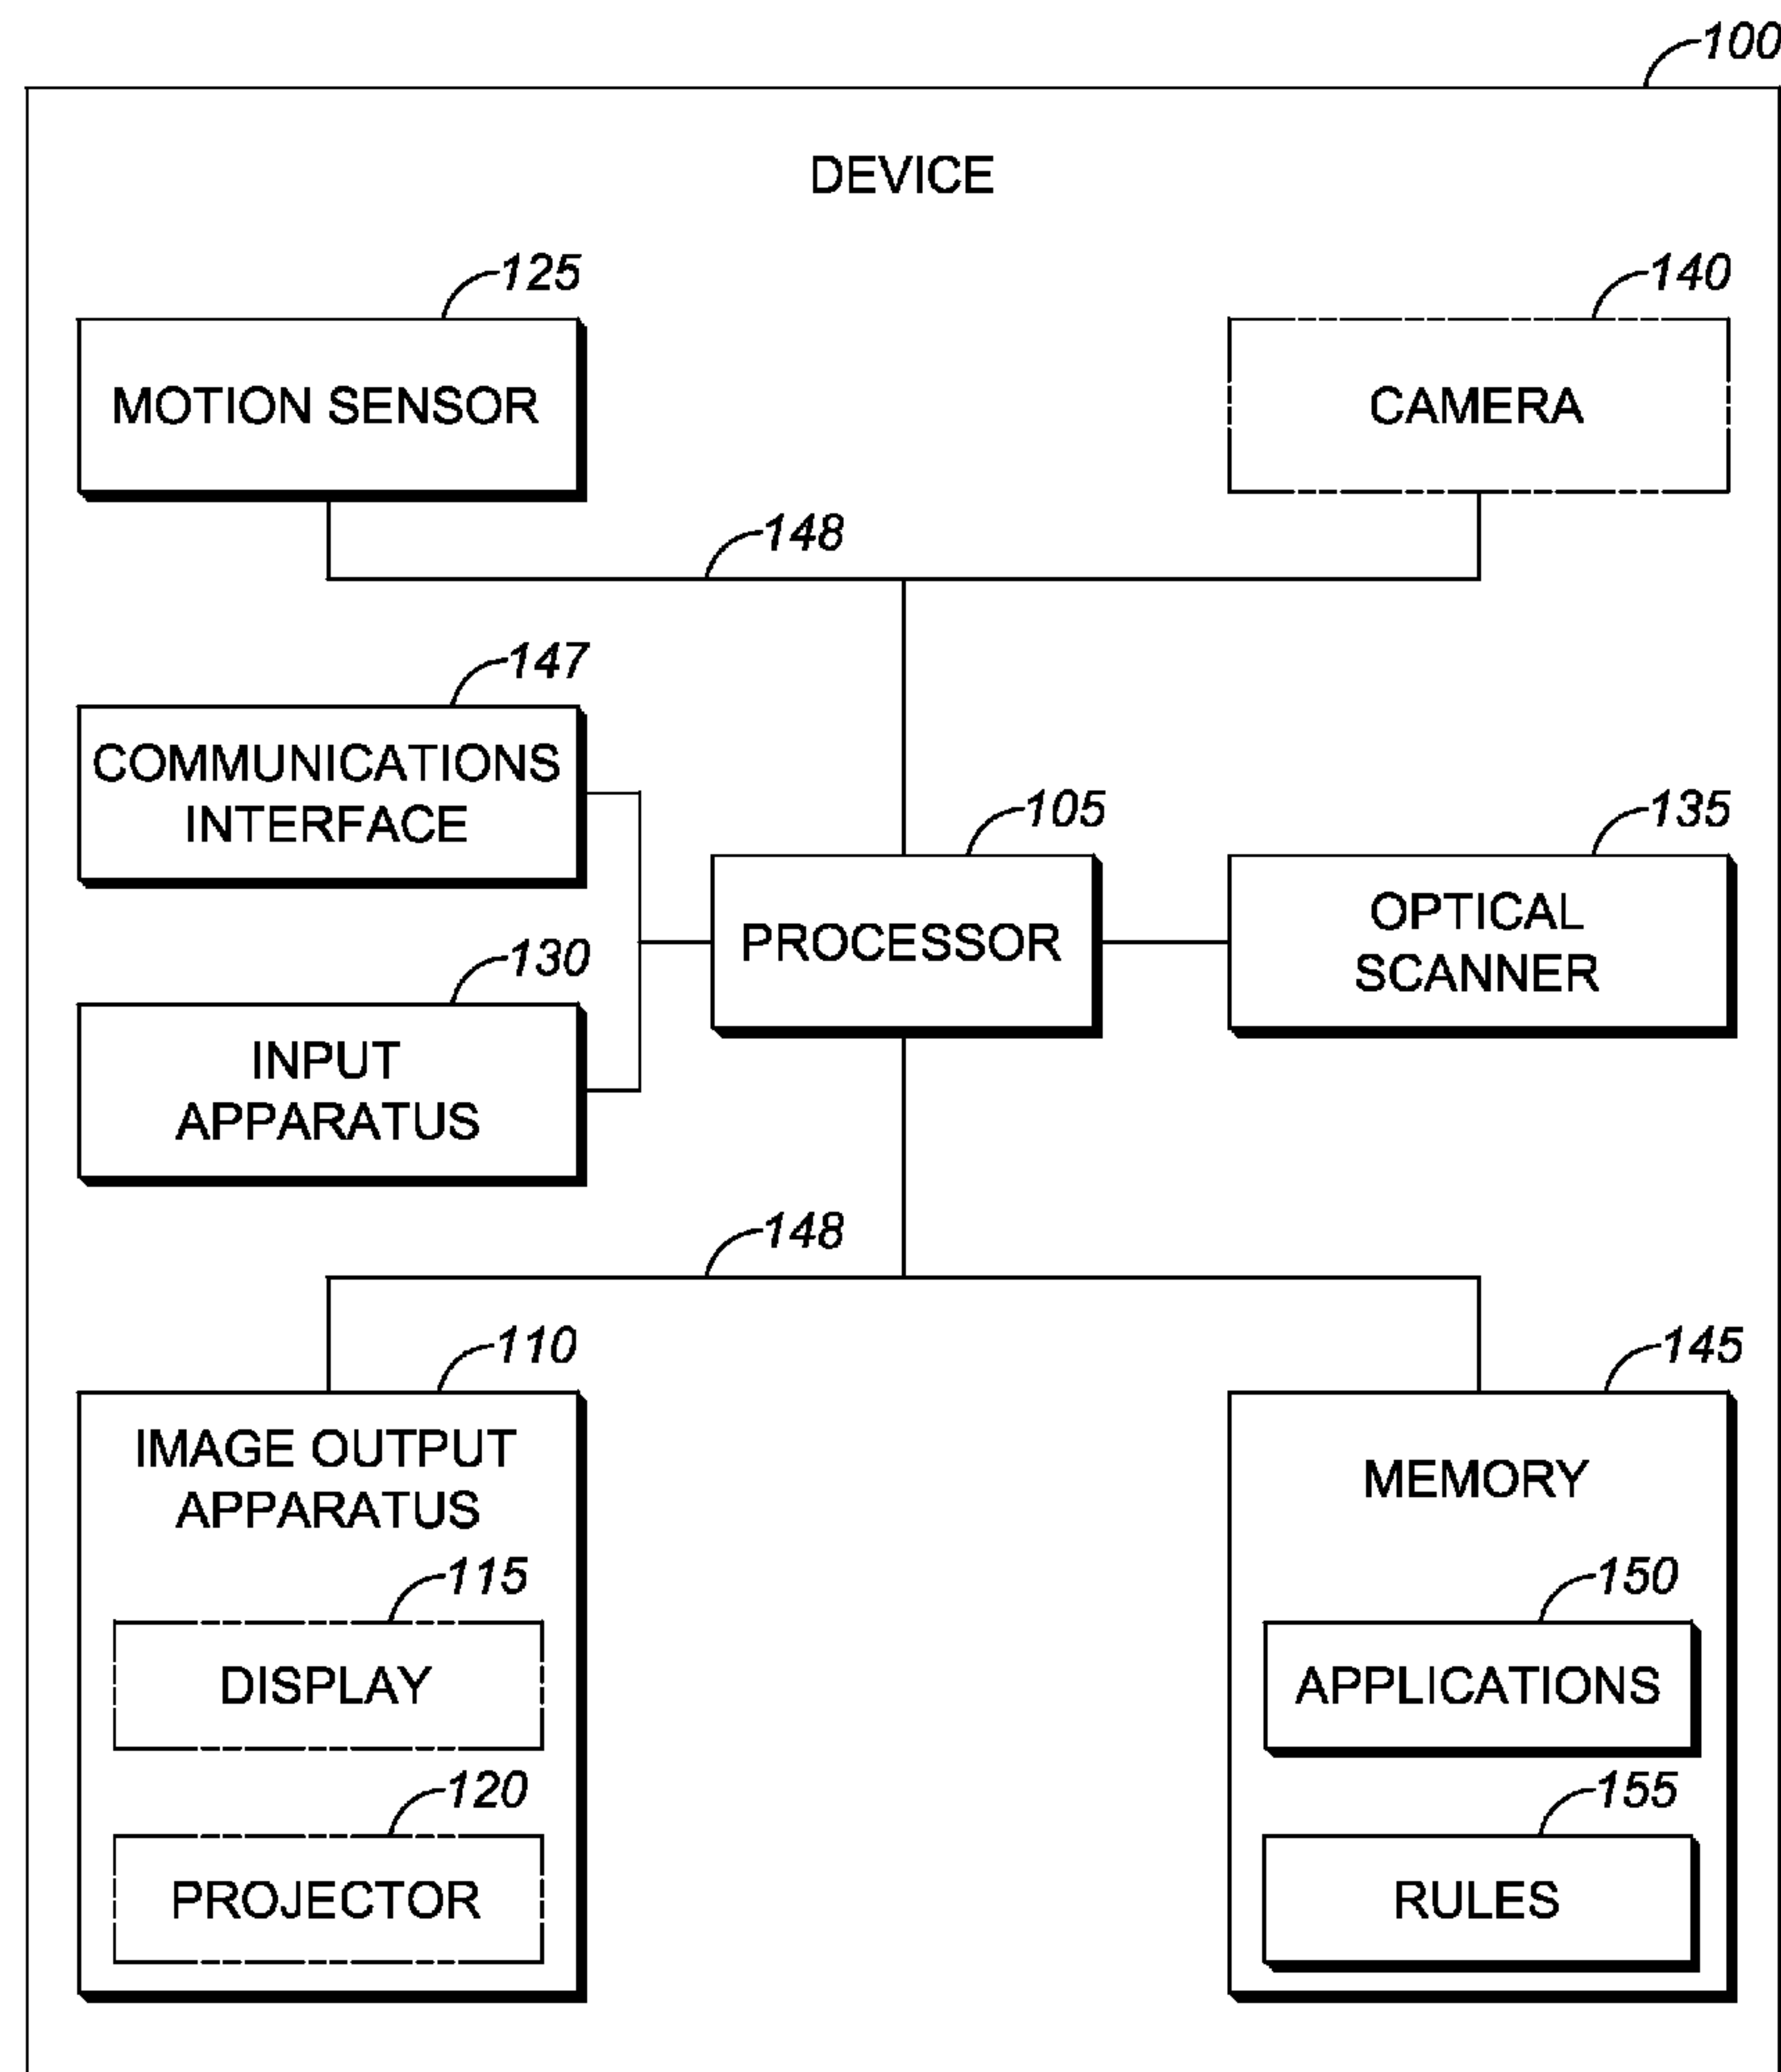 100
DEVICE
125
140
MOTION SENSOR
CAMERA
148
147
COMMUNICATIONS
INTERFACE
105
135
PROCESSOR
OPTICAL
SCANNER
130
INPUT
APPARATUS
148
110
145
IMAGE OUTPUT
APPARATUS
MEMORY
115
150
DISPLAY
APPLICATIONS
120
155
PROJECTOR
RULES